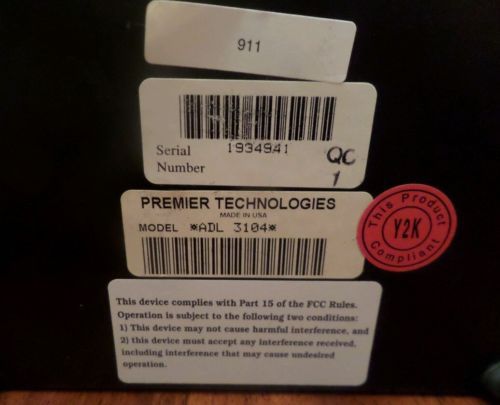 911
Serial
Number
1934941
QC
1
PREMIER TECHNOLOGIES
MADE IN USA
MODEL *ADL 3104*
This Product
Y2K
Compliant
This device complies with Part 15 of the FCC Rules.
Operation is subject to the following two conditions:
1) This device may not cause harmful interference, and
2) this device must accept any interference received,
including interference that may cause undesired
operation.